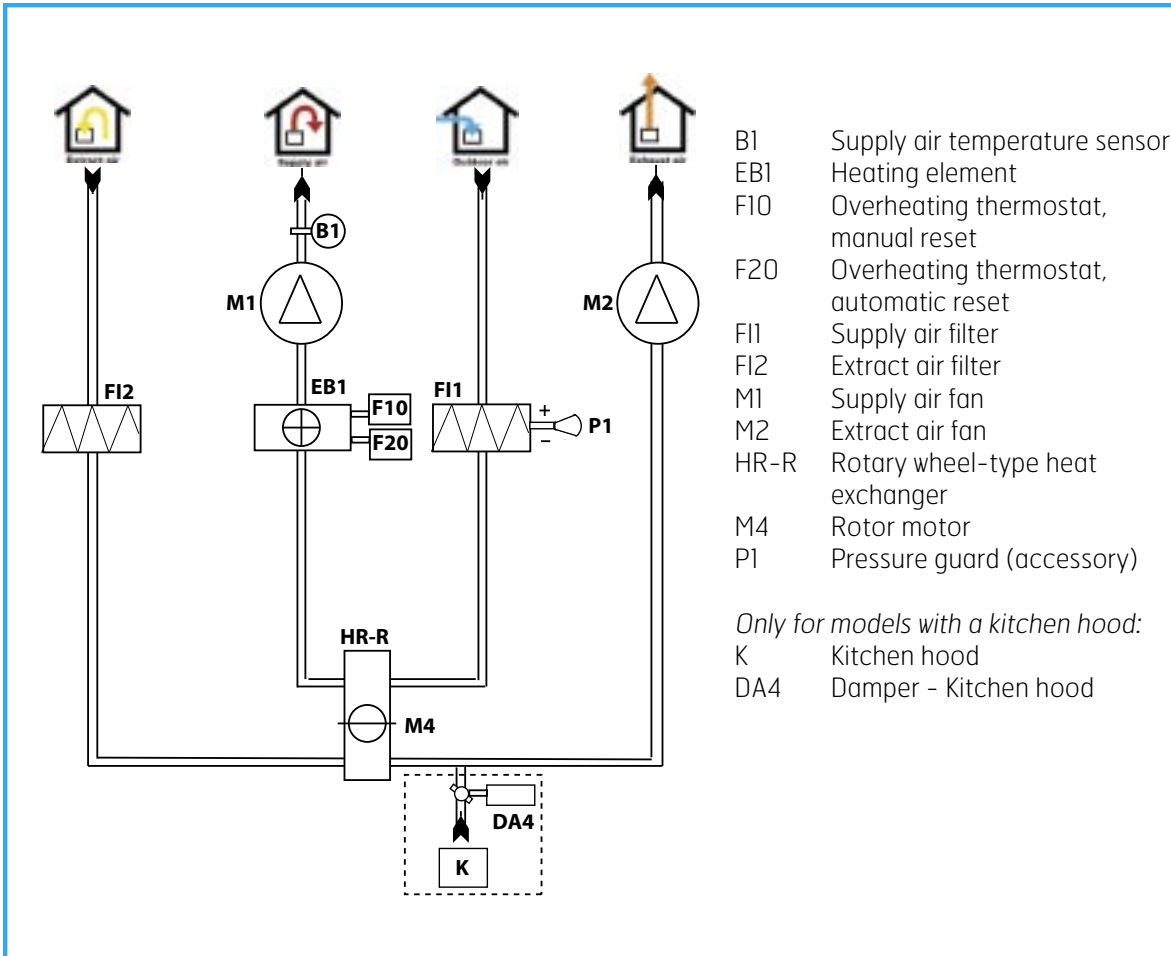 Extract air
Supply air
Outdoor air
Exhaust air
B1
M1
M2
EB1
FI2
FI1
F10
F20
+
−
P1
HR-R
M4
DA4
K
B1 Supply air temperature sensor
EB1 Heating element
F10 Overheating thermostat,
manual reset
F20 Overheating thermostat,
automatic reset
FI1 Supply air filter
FI2 Extract air filter
M1 Supply air fan
M2 Extract air fan
HR-R Rotary wheel-type heat
exchanger
M4 Rotor motor
P1 Pressure guard (accessory)
Only for models with a kitchen hood:
K Kitchen hood
DA4 Damper - Kitchen hood